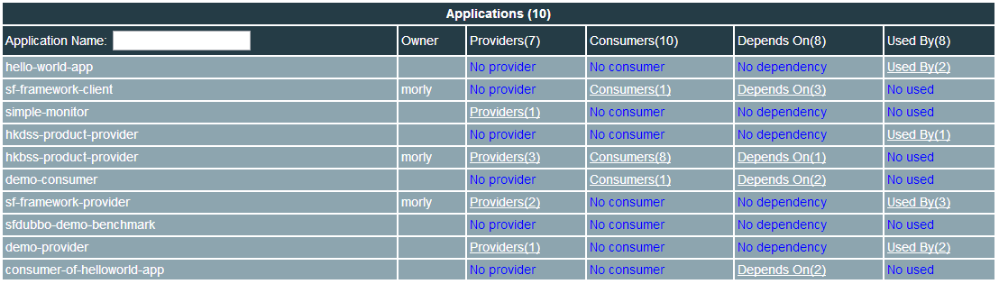 Applications (10)
Application Name: Owner Providers(7) Consumers(10) Depends On(8) Used By(8)
hello-world-app No provider No consumer No dependency Used By(2)
sf-framework-client morly No provider Consumers(1) Depends On(3) No used
simple-monitor Providers(1) No consumer No dependency No used
hkdss-product-provider No provider No consumer No dependency Used By(1)
hkbss-product-provider morly Providers(3) Consumers(8) Depends On(1) No used
demo-consumer No provider Consumers(1) Depends On(2) No used
sf-framework-provider morly Providers(2) No consumer No dependency Used By(3)
sfdubbo-demo-benchmark No provider No consumer No dependency No used
demo-provider Providers(1) No consumer No dependency Used By(2)
consumer-of-helloworld-app No provider No consumer Depends On(2) No used